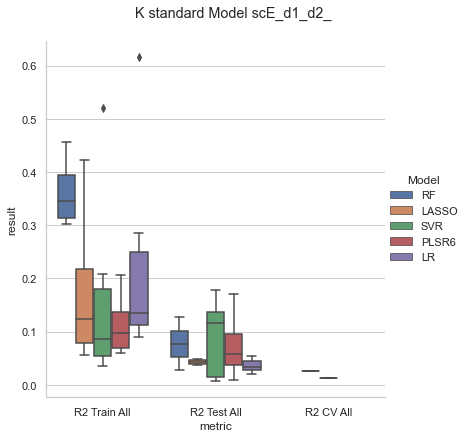 K standard Model scE_d1_d2_
0.6
0.5
0.4
0.3
0.2
0.1
0.0
result
R2 Train All
R2 Test All
R2 CV All
metric
Model
RF
LASSO
SVR
PLSR6
LR